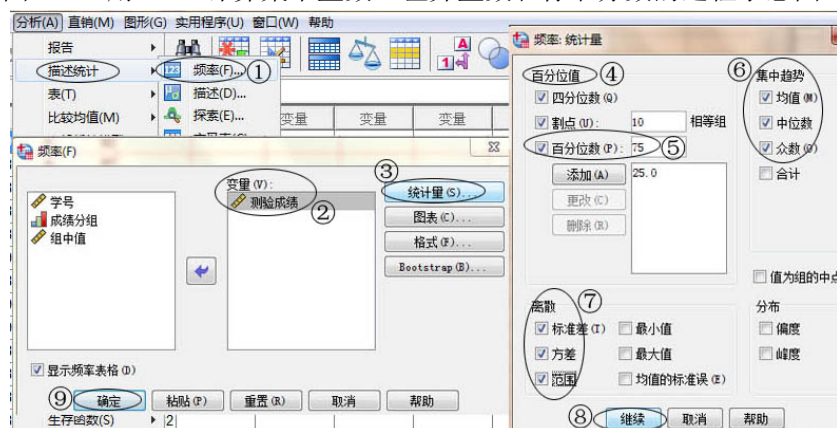 分析(A) 直销(M) 图形(G) 实用程序(U) 窗口(W) 帮助
报告
描述统计
表(T)
比较均值(M)
123 频率(F)... ①
描述(D)...
探索(E)...
变量 变量 变量
频率(F)
学号
成绩分组
组中值
变量(V):
测验成绩
②
③
统计量(S)...
图表(C)...
格式(F)...
Bootstrap(B)...
显示频率表格(D)
⑨ 确定 粘贴(P) 重置(R) 取消 帮助
生存函数(S) 2
频率: 统计量
百分位值 ④
四分位数(Q)
割点(U): 10 相等组
百分位数(P): 75 ⑤
添加(A) 25.0
更改(C)
删除(R)
⑥ 集中趋势
均值(M)
中位数
众数(O)
合计
值为组的中点
离散 ⑦
标准差(T) 最小值
方差 最大值
范围 均值的标准误(E)
分布
偏度
峰度
⑧ 继续 取消 帮助